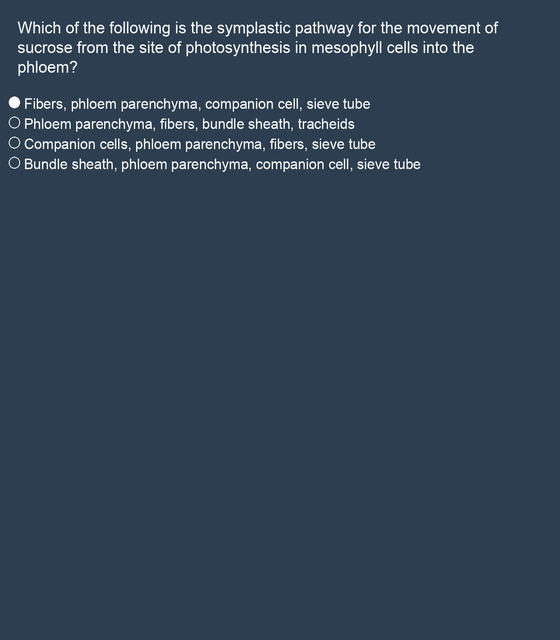 Which of the following is the symplastic pathway for the movement of
sucrose from the site of photosynthesis in mesophyll cells into the
phloem?
Fibers, phloem parenchyma, companion cell, sieve tube
Phloem parenchyma, fibers, bundle sheath, tracheids
Companion cells, phloem parenchyma, fibers, sieve tube
Bundle sheath, phloem parenchyma, companion cell, sieve tube